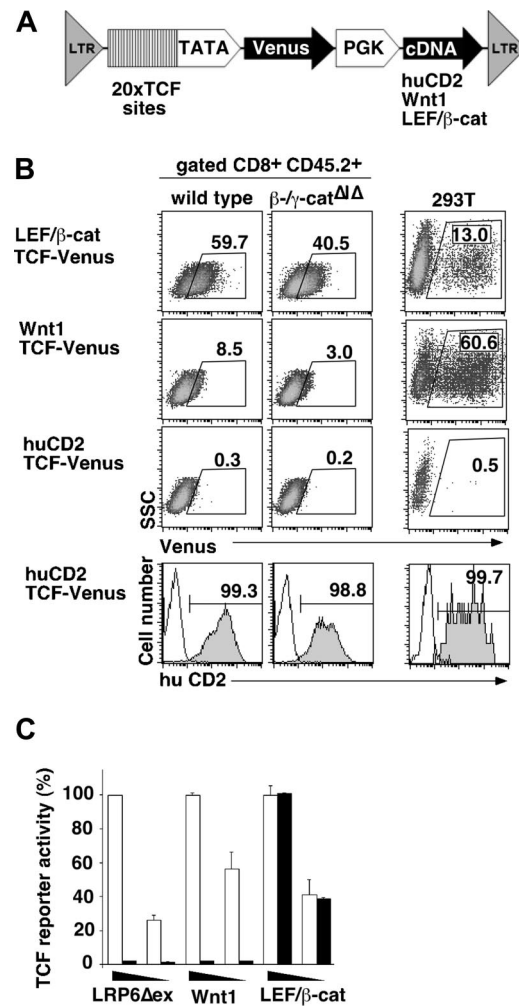 A
LTR
TATA
Venus
PGK
cDNA
LTR
20xTCF
sites
huCD2
Wnt1
LEF/β-cat
B
gated CD8+ CD45.2+
wild type
β-/γ-catΔ/Δ
293T
LEF/β-cat
TCF-Venus
59.7
40.5
13.0
Wnt1
TCF-Venus
8.5
3.0
60.6
huCD2
TCF-Venus
0.3
0.2
0.5
SSC
Venus
huCD2
TCF-Venus
99.3
98.8
99.7
Cell number
hu CD2
C
TCF reporter activity (%)
100
80
60
40
20
0
LRP6Δex
Wnt1
LEF/β-cat